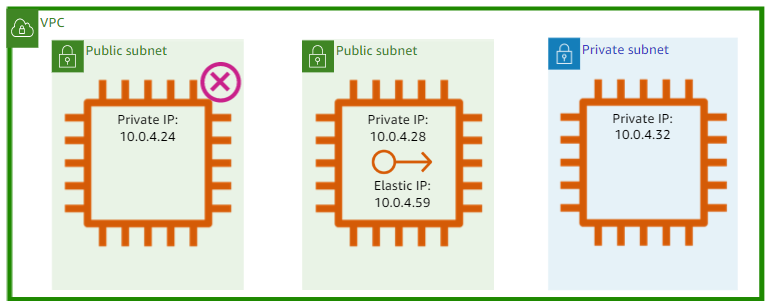 VPC
Public subnet
Private IP:
10.0.4.24
Public subnet
Private IP:
10.0.4.28
Elastic IP:
10.0.4.59
Private subnet
Private IP:
10.0.4.32